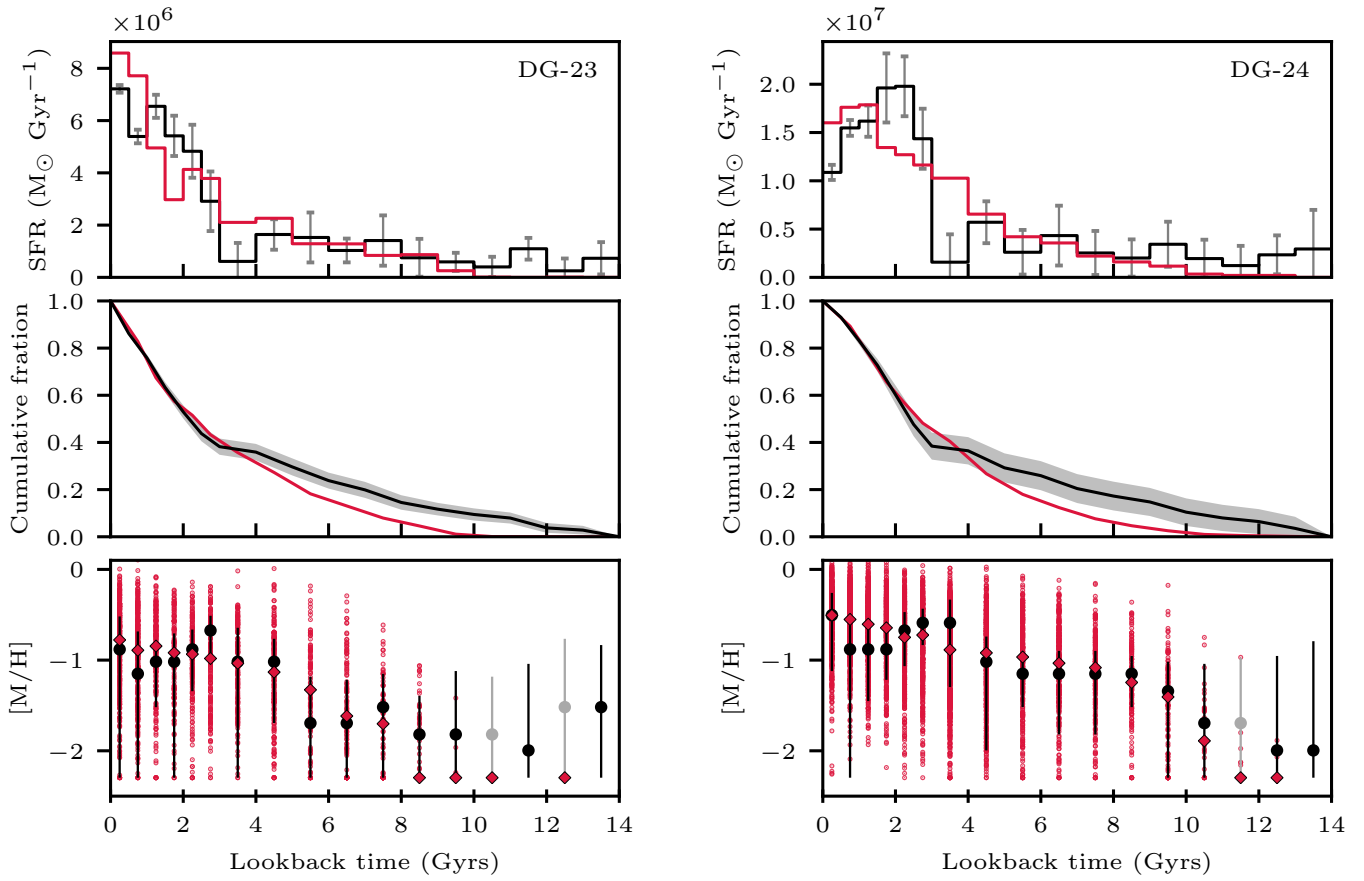 ×10⁶
SFR (M⊙ Gyr⁻¹)
8
6
4
2
0
DG-23
×10⁷
SFR (M⊙ Gyr⁻¹)
2.0
1.5
1.0
0.5
0.0
DG-24
Cumulative fration
1.0
0.8
0.6
0.4
0.2
0.0
Cumulative fration
1.0
0.8
0.6
0.4
0.2
0.0
[M/H]
0
−1
−2
0 2 4 6 8 10 12 14
Lookback time (Gyrs)
[M/H]
0
−1
−2
0 2 4 6 8 10 12 14
Lookback time (Gyrs)